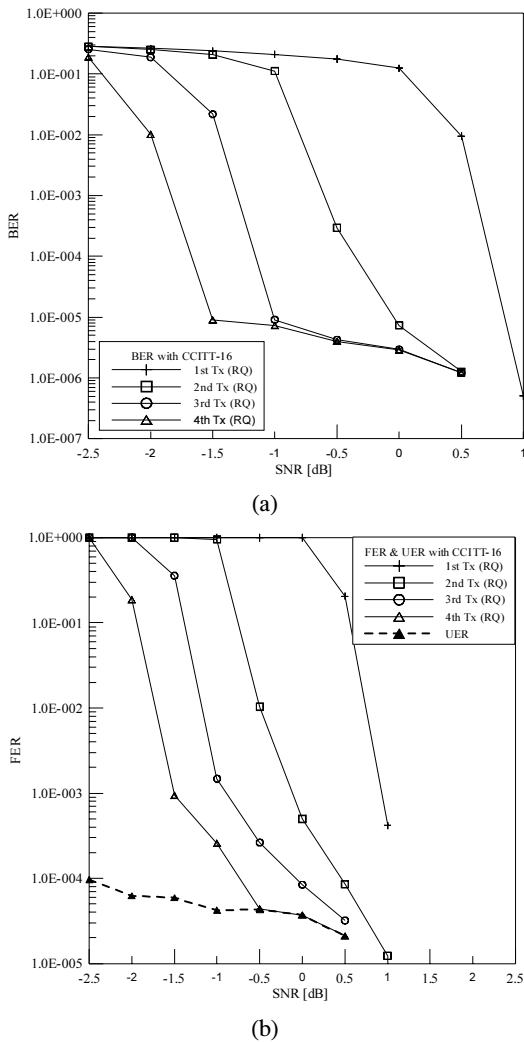 1.0E+000
1.0E-001
1.0E-002
1.0E-003
1.0E-004
1.0E-005
1.0E-006
1.0E-007
BER
BER with CCITT-16
1st Tx (RQ)
2nd Tx (RQ)
3rd Tx (RQ)
4th Tx (RQ)
-2.5 -2 -1.5 -1 -0.5 0 0.5 1
SNR [dB]
(a)
1.0E+000
1.0E-001
1.0E-002
1.0E-003
1.0E-004
1.0E-005
FER
FER & UER with CCITT-16
1st Tx (RQ)
2nd Tx (RQ)
3rd Tx (RQ)
4th Tx (RQ)
UER
-2.5 -2 -1.5 -1 -0.5 0 0.5 1 1.5 2 2.5
SNR [dB]
(b)